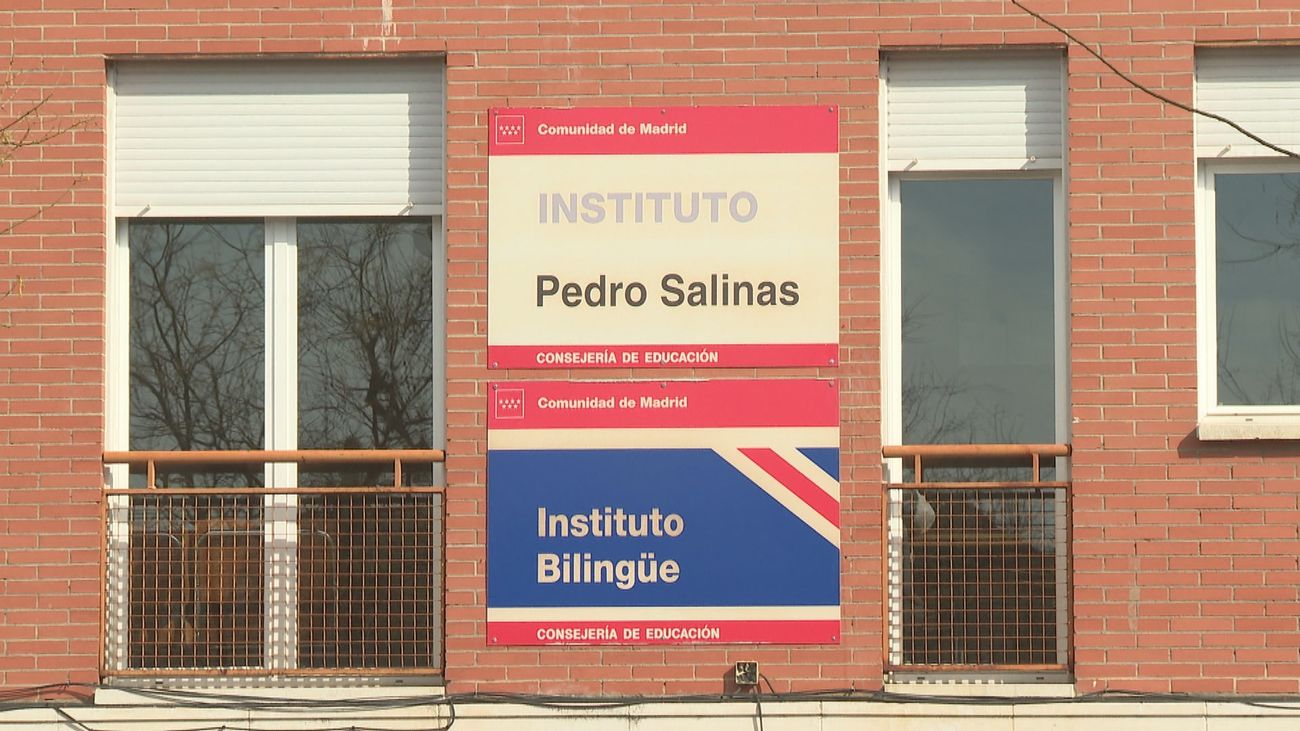 Comunidad de Madrid
INSTITUTO
Pedro Salinas
CONSEJERÍA DE EDUCACIÓN
Comunidad de Madrid
Instituto
Bilingüe
CONSEJERÍA DE EDUCACIÓN